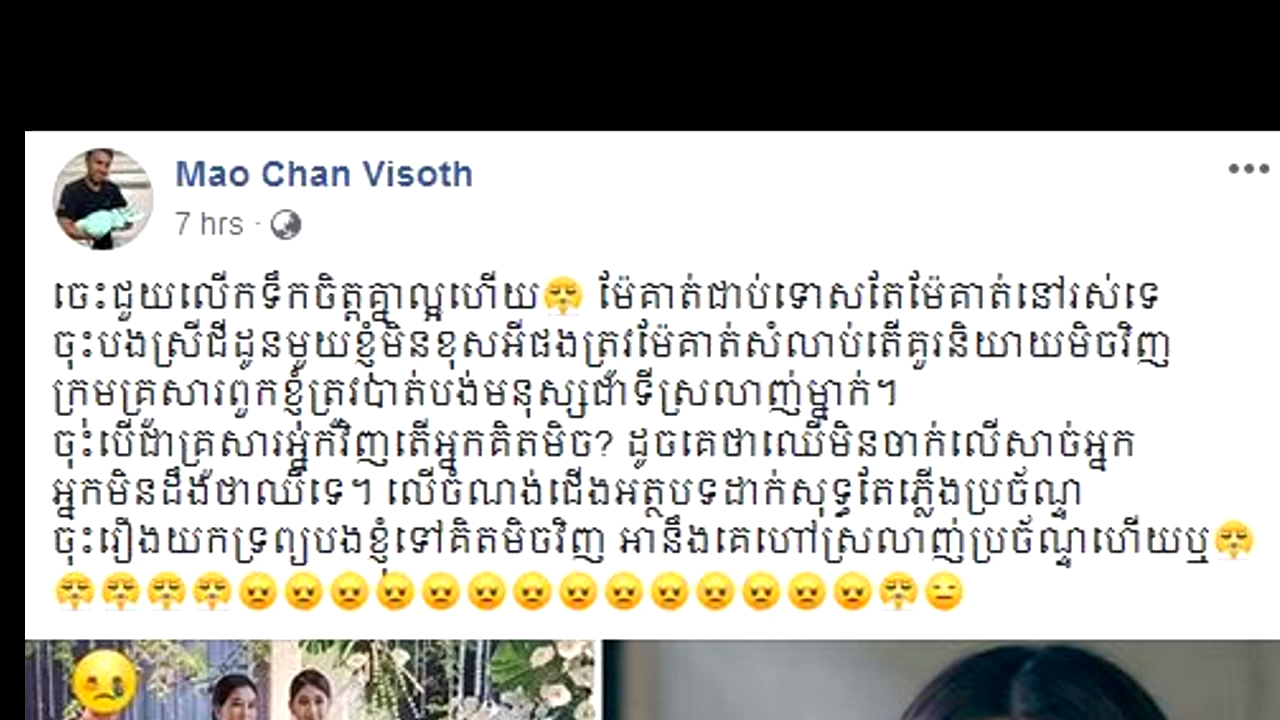 Mao Chan Visoth
7 hrs ·
ចេះជួយលើកទឹកចិត្តគ្នាល្អហើយ😤 ម៉ែគាត់ជាប់ទោសតែម៉ែគាត់នៅរស់ទេ
ចុះបងស្រីជីដូនមួយខ្ញុំមិនខុសអីផងត្រូវម៉ែគាត់សំលាប់តើគូរនិយាយមិចវិញ
ក្រុមគ្រួសារពួកខ្ញុំត្រូវបាត់បង់មនុស្សជាទីស្រលាញ់ម្នាក់។
ចុះបើជាគ្រួសារអ្នកវិញតើអ្នកគិតមិច? ដូចគេថាឈើមិនចាក់លើសាច់អ្នក
អ្នកមិនដឹងថាឈឺទេ។ លើចំណង់ជើងអត្ថបទដាក់សុទ្ធតែភ្លើងប្រច័ណ្ឌ
ចុះរឿងយកទ្រព្យបងខ្ញុំទៅគិតមិចវិញ អានឹងគេហៅស្រលាញ់ប្រច័ណ្ឌហើយឬ😤
😤😤😤😤😞😞😞😞😞😞😞😞😞😞😞😞😞😞😤😑